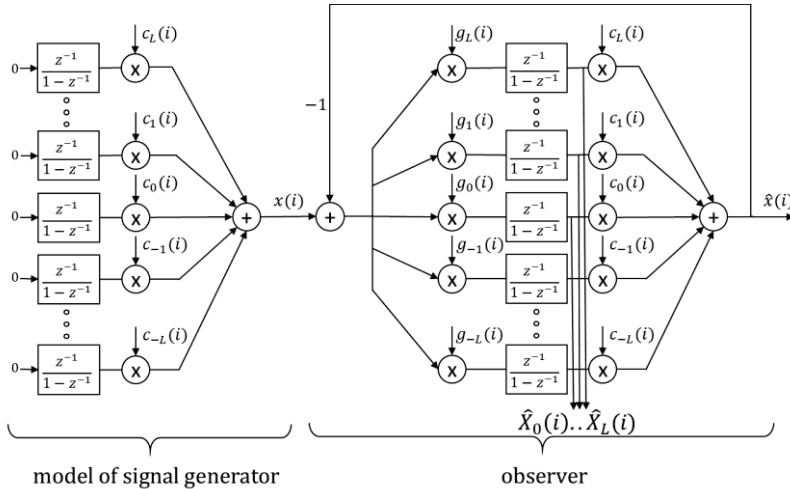 c_L(i) g_L(i) c_L(i)
0 z^{-1} / 1 − z^{-1} x x z^{-1} / 1 − z^{-1} x
−1
c_1(i) g_1(i) c_1(i)
0 z^{-1} / 1 − z^{-1} x x z^{-1} / 1 − z^{-1} x
c_0(i) g_0(i) c_0(i)
0 z^{-1} / 1 − z^{-1} x + x(i) + x z^{-1} / 1 − z^{-1} x + x̂(i)
c_{−1}(i) g_{−1}(i) c_{−1}(i)
0 z^{-1} / 1 − z^{-1} x x z^{-1} / 1 − z^{-1} x
c_{−L}(i) g_{−L}(i) c_{−L}(i)
0 z^{-1} / 1 − z^{-1} x x z^{-1} / 1 − z^{-1} x
X̂_0(i)..X̂_L(i)
model of signal generator observer